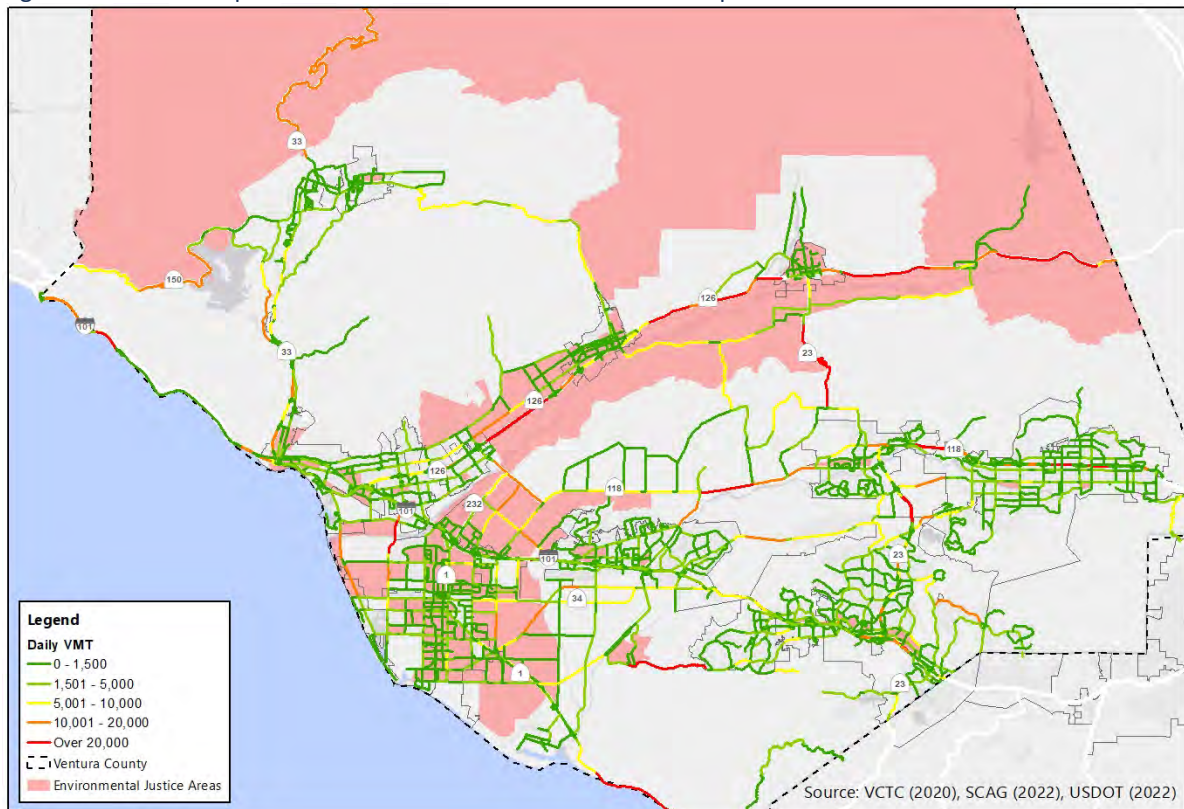 33
150
101
33
126
126
23
126
118
118
232
101
101
1
34
23
1
23
Legend
Daily VMT
0 - 1,500
1,501 - 5,000
5,001 - 10,000
10,001 - 20,000
Over 20,000
Ventura County
Environmental Justice Areas
Source: VCTC (2020), SCAG (2022), USDOT (2022)